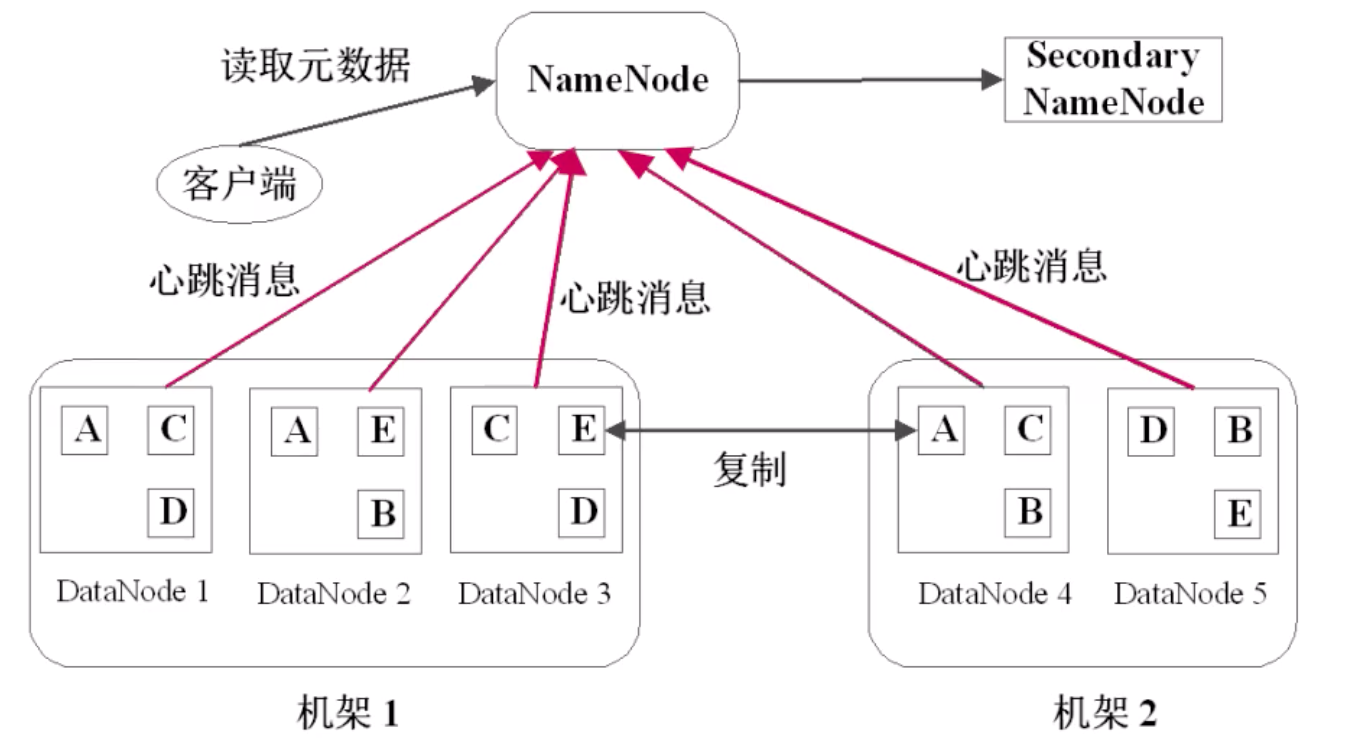 读取元数据
NameNode
Secondary
NameNode
客户端
心跳消息
心跳消息
心跳消息
A C
D
A E
B
C E
D
复制
A C
B
D B
E
DataNode 1
DataNode 2
DataNode 3
DataNode 4
DataNode 5
机架 1
机架 2